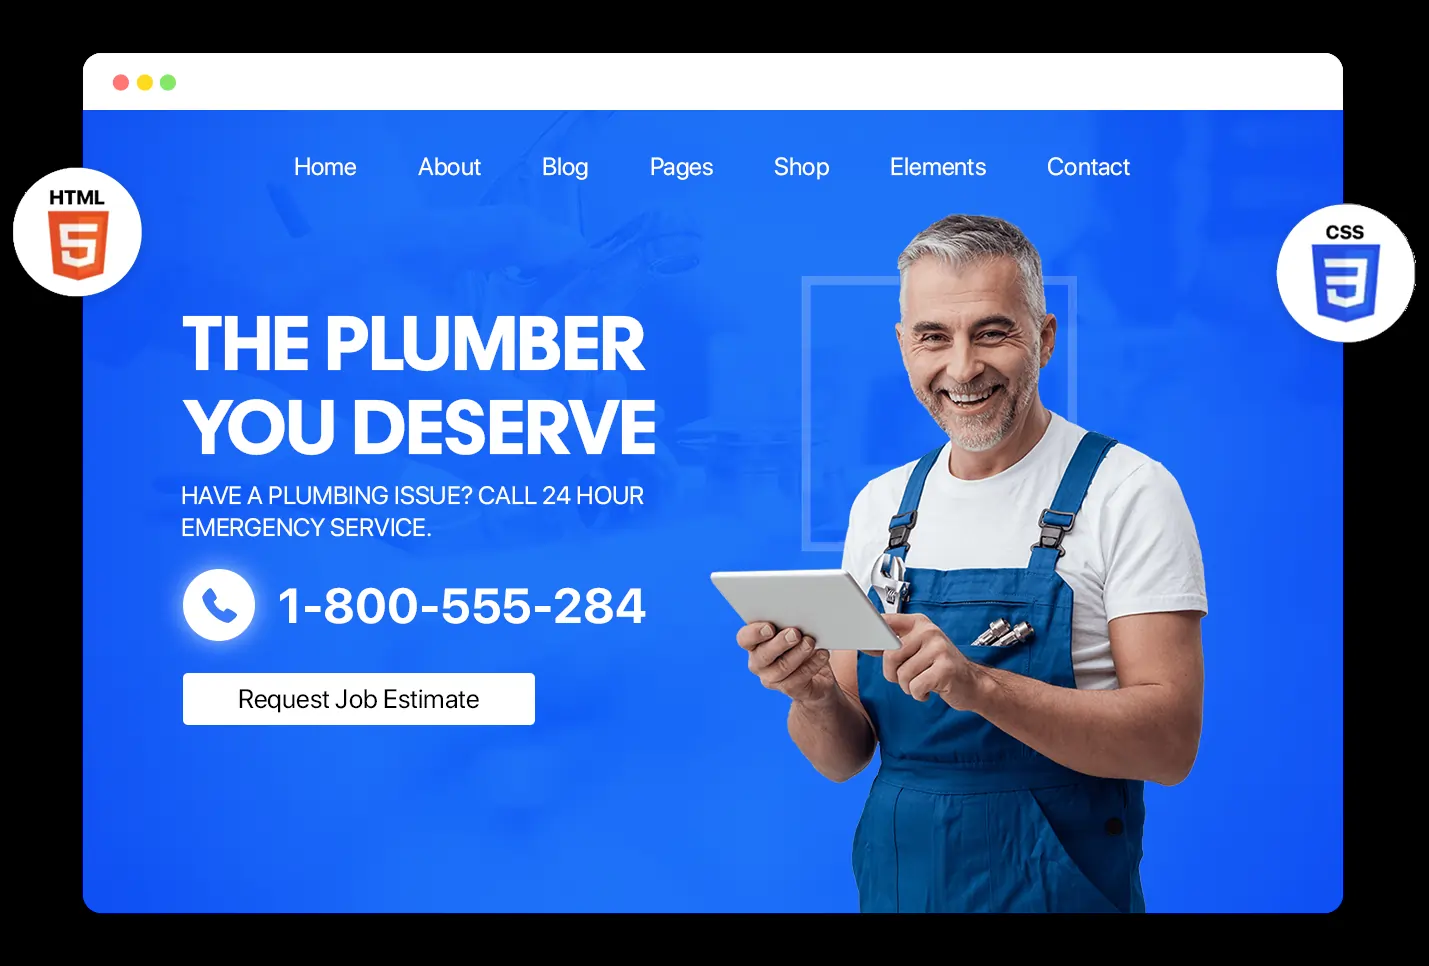 Home About Blog Pages Shop Elements Contact
HTML
5
CSS
3
THE PLUMBER
YOU DESERVE
HAVE A PLUMBING ISSUE? CALL 24 HOUR
EMERGENCY SERVICE.
1-800-555-284
Request Job Estimate